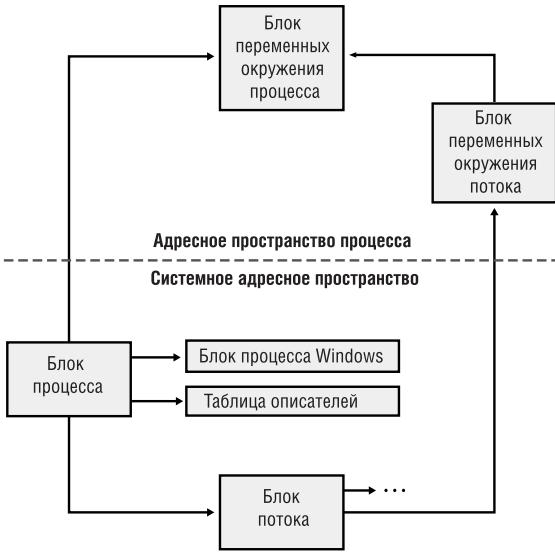 Блок
переменных
окружения
процесса
Блок
переменных
окружения
потока
Адресное пространство процесса
Системное адресное пространство
Блок
процесса
Блок процесса Windows
Таблица описателей
Блок
потока
...